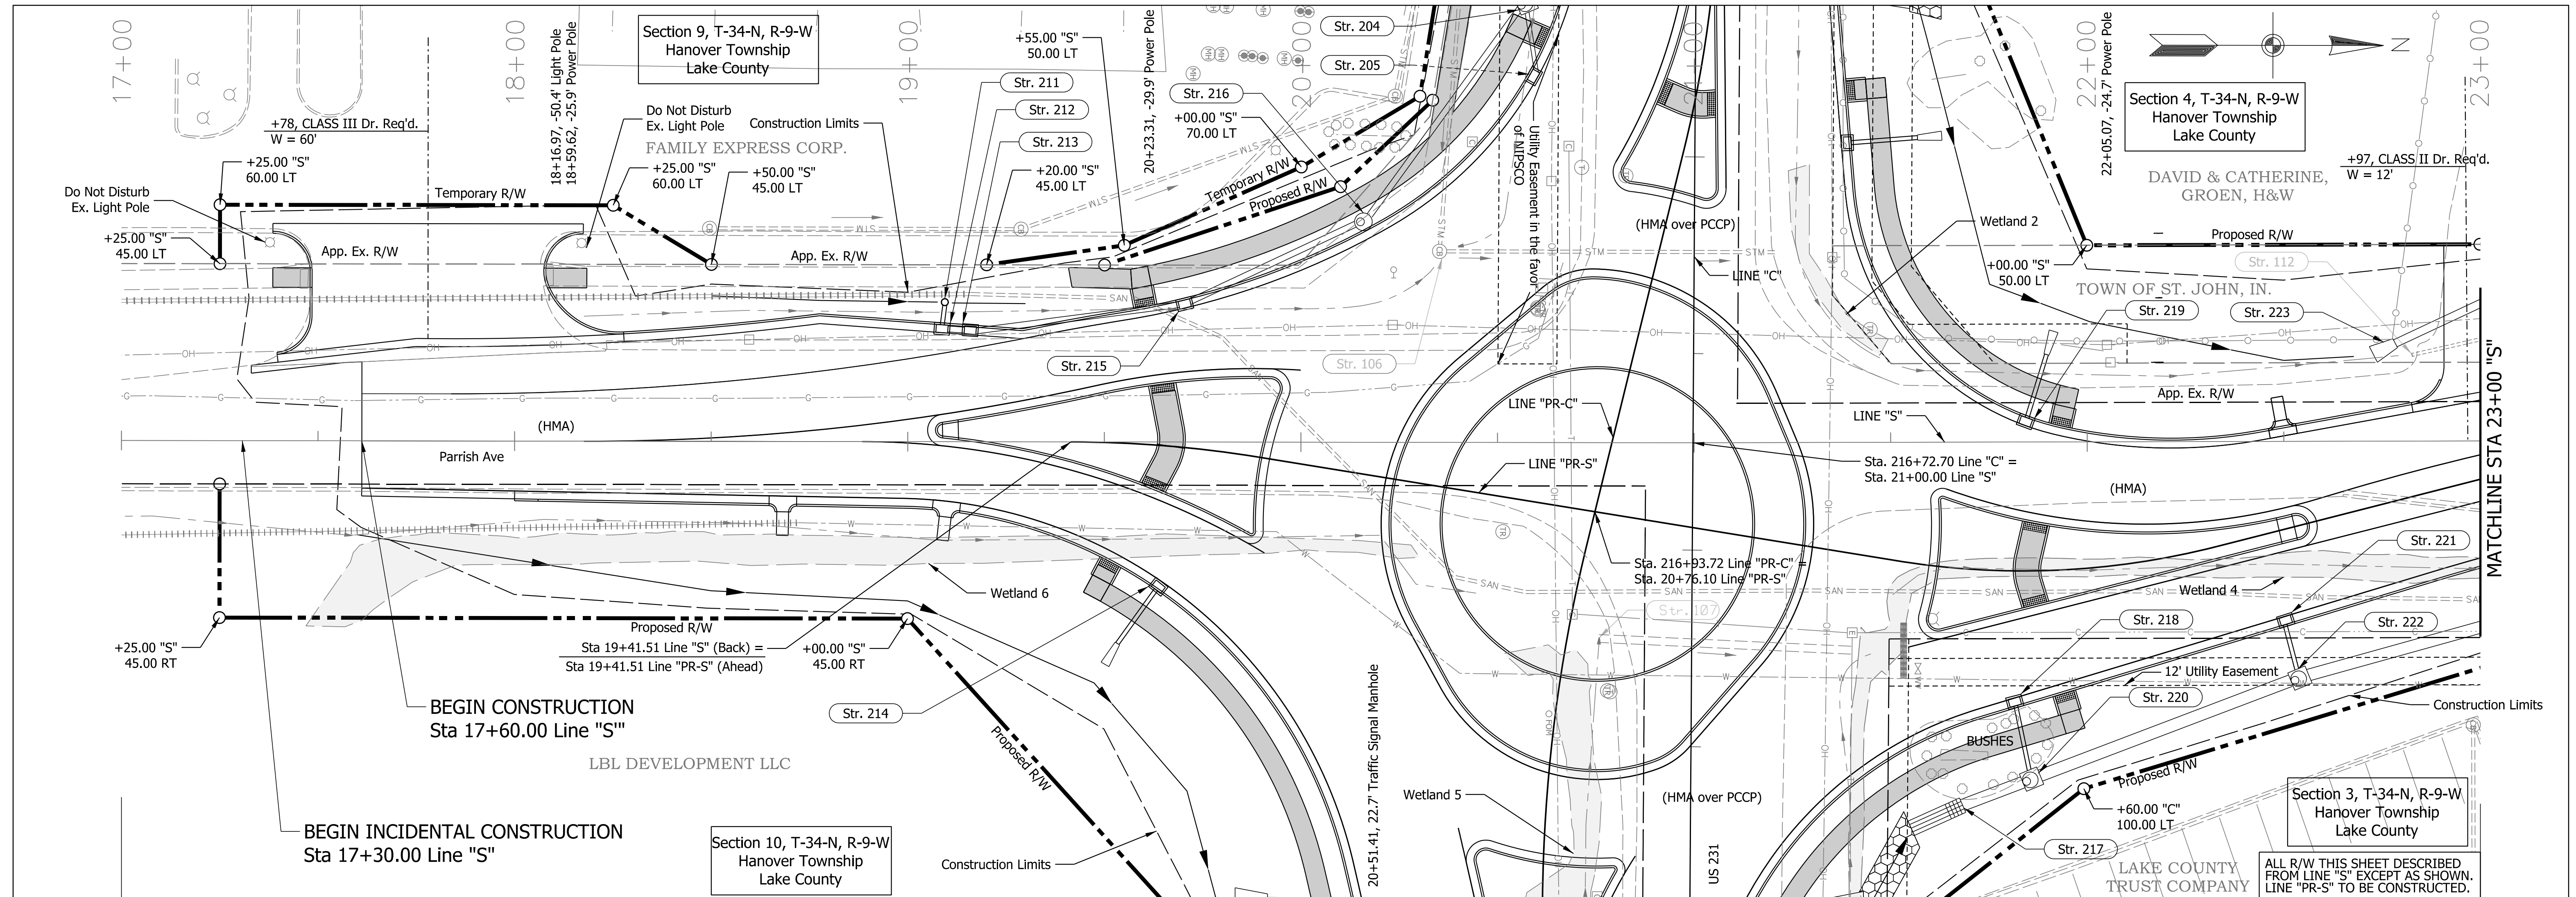 17+00
18+00
19+00
20+00
21+00
22+00
23+00
18+16.97, -50.4' Light Pole
18+59.62, -25.9' Power Pole
Section 9, T-34-N, R-9-W
Hanover Township
Lake County
+55.00 "S"
50.00 LT
20+23.31, -29.9' Power Pole
Str. 204
Str. 205
Str. 211
Str. 212
Str. 213
Str. 216
+00.00 "S"
70.00 LT
Utility Easement in the favor
of NIPSCO
22+05.07, -24.7' Power Pole
N
Section 4, T-34-N, R-9-W
Hanover Township
Lake County
+97, CLASS II Dr. Req'd.
W = 12'
DAVID & CATHERINE,
GROEN, H&W
+78, CLASS III Dr. Req'd.
W = 60'
Do Not Disturb
Ex. Light Pole
Construction Limits
FAMILY EXPRESS CORP.
+25.00 "S"
60.00 LT
+25.00 "S"
60.00 LT
+50.00 "S"
45.00 LT
+20.00 "S"
45.00 LT
Do Not Disturb
Ex. Light Pole
Temporary R/W
Temporary R/W
Proposed R/W
+25.00 "S"
45.00 LT
App. Ex. R/W
App. Ex. R/W
(HMA over PCCP)
LINE "C"
Wetland 2
Proposed R/W
+00.00 "S"
50.00 LT
Str. 112
TOWN OF ST. JOHN, IN.
Str. 219
Str. 223
Str. 215
Str. 106
App. Ex. R/W
MATCHLINE STA 23+00 "S"
LINE "PR-C"
LINE "S"
(HMA)
Parrish Ave
LINE "PR-S"
Sta. 216+72.70 Line "C" =
Sta. 21+00.00 Line "S"
(HMA)
Str. 221
Sta. 216+93.72 Line "PR-C" =
Sta. 20+76.10 Line "PR-S"
Wetland 6
Wetland 4
Str. 107
Str. 218
Str. 222
Proposed R/W
+25.00 "S"
45.00 RT
Sta 19+41.51 Line "S" (Back) =
Sta 19+41.51 Line "PR-S" (Ahead)
+00.00 "S"
45.00 RT
12' Utility Easement
Str. 220
Construction Limits
BEGIN CONSTRUCTION
Sta 17+60.00 Line "S'"
Str. 214
20+51.41, 22.7' Traffic Signal Manhole
BUSHES
LBL DEVELOPMENT LLC
Proposed R/W
Proposed R/W
Wetland 5
(HMA over PCCP)
+60.00 "C"
100.00 LT
Section 3, T-34-N, R-9-W
Hanover Township
Lake County
BEGIN INCIDENTAL CONSTRUCTION
Sta 17+30.00 Line "S"
Section 10, T-34-N, R-9-W
Hanover Township
Lake County
Construction Limits
US 231
Str. 217
LAKE COUNTY
TRUST COMPANY
ALL R/W THIS SHEET DESCRIBED
FROM LINE "S" EXCEPT AS SHOWN.
LINE "PR-S" TO BE CONSTRUCTED.